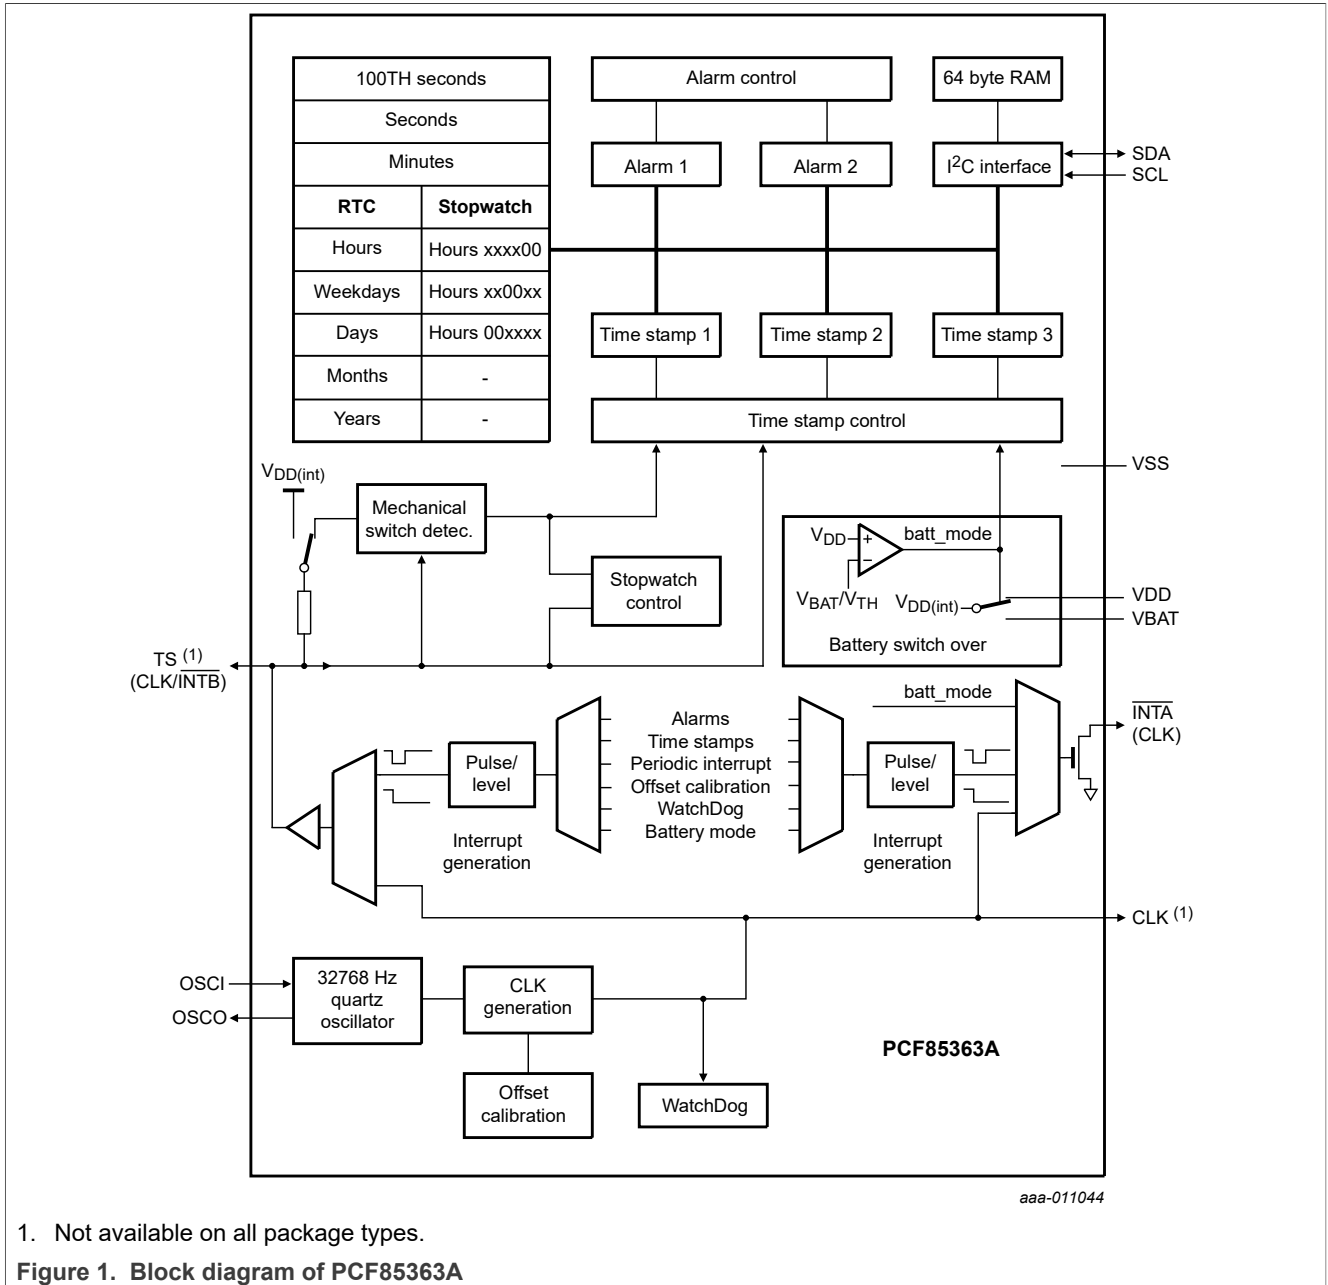 100TH seconds
Seconds
Minutes
RTC Stopwatch
Hours Hours xxxx00
Weekdays Hours xx00xx
Days Hours 00xxxx
Months -
Years -
Alarm control
64 byte RAM
Alarm 1
Alarm 2
I2C interface
SDA
SCL
Time stamp 1
Time stamp 2
Time stamp 3
Time stamp control
VSS
VDD(int)
Mechanical
switch detec.
Stopwatch
control
VDD
+
−
batt_mode
VBAT/VTH
VDD(int)
Battery switch over
VDD
VBAT
TS (1)
(CLK/INTB)
batt_mode
INTA
(CLK)
Alarms
Time stamps
Periodic interrupt
Offset calibration
WatchDog
Battery mode
Pulse/
level
Interrupt
generation
Pulse/
level
Interrupt
generation
CLK (1)
OSCI
OSCO
32768 Hz
quartz
oscillator
CLK
generation
Offset
calibration
WatchDog
PCF85363A
aaa-011044
1. Not available on all package types.
Figure 1. Block diagram of PCF85363A